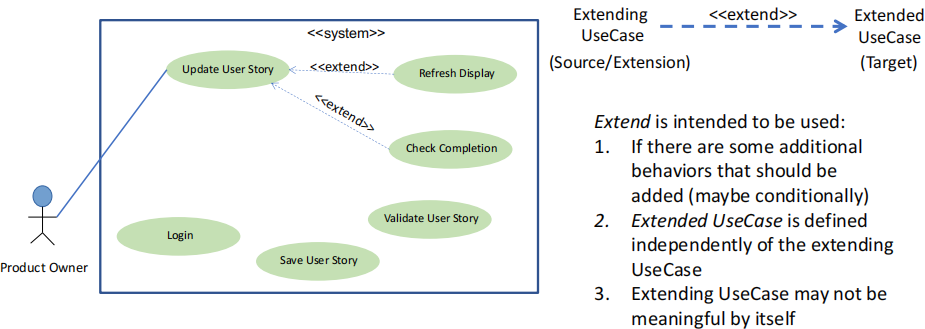 <<system>>
Update User Story
<<extend>>
Refresh Display
<<extend>>
Check Completion
Validate User Story
Login
Save User Story
Product Owner
Extending
UseCase
(Source/Extension)
<<extend>>
Extended
UseCase
(Target)
Extend is intended to be used:
1. If there are some additional
behaviors that should be
added (maybe conditionally)
2. Extended UseCase is defined
independently of the extending
UseCase
3. Extending UseCase may not be
meaningful by itself